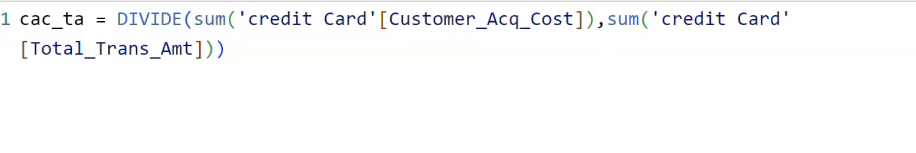 1 cac_ta = DIVIDE(sum('credit Card'[Customer_Acq_Cost]),sum('credit Card'
[Total_Trans_Amt]))